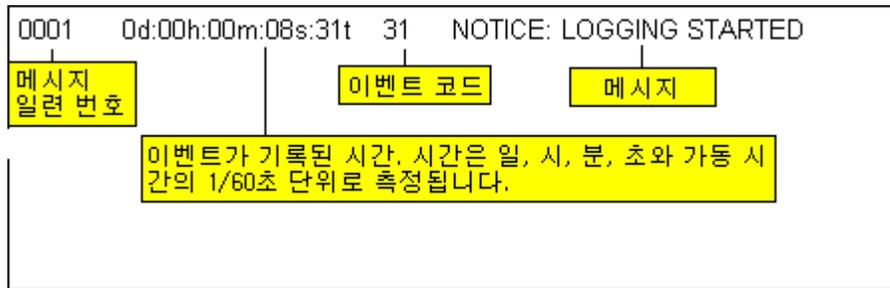 0001 0d:00h:00m:08s:31t 31 NOTICE: LOGGING STARTED
메시지
일련 번호
이벤트 코드
메시지
이벤트가 기록된 시간. 시간은 일, 시, 분, 초와 가동 시
간의 1/60초 단위로 측정됩니다.